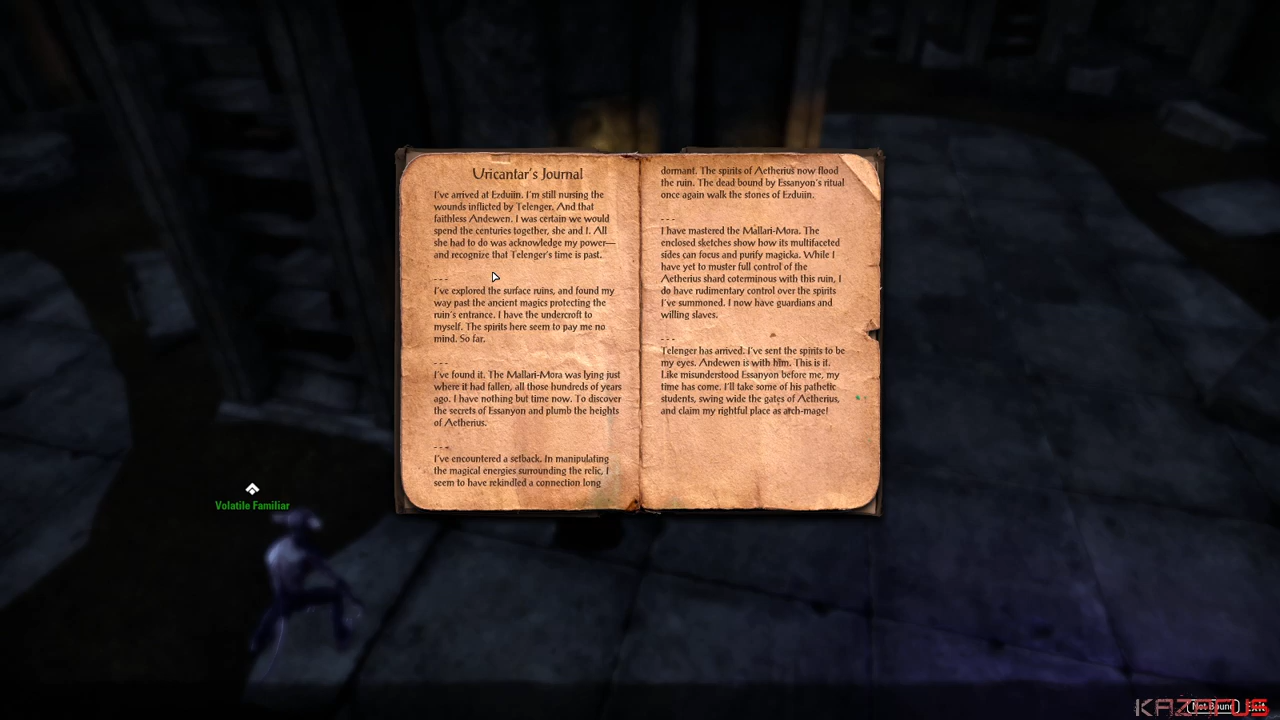 Uricantar's Journal
I've arrived at Ezduiin. I'm still nursing the
wounds inflicted by Telenger. And that
faithless Andewen. I was certain we would
spend the centuries together, she and I. All
she had to do was acknowledge my power—
and recognize that Telenger's time is past.
- - -
I've explored the surface ruins, and found my
way past the ancient magics protecting the
ruin's entrance. I have the undercroft to
myself. The spirits here seem to pay me no
mind. So far.
- - -
I've found it. The Mallari-Mora was lying just
where it had fallen, all those hundreds of years
ago. I have nothing but time now. To discover
the secrets of Essanyon and plumb the heights
of Aetherius.
- - -
I've encountered a setback. In manipulating
the magical energies surrounding the relic, I
seem to have rekindled a connection long
dormant. The spirits of Aetherius now flood
the ruin. The dead bound by Essanyon's ritual
once again walk the stones of Ezduiin.
- - -
I have mastered the Mallari-Mora. The
enclosed sketches show how its multifaceted
sides can focus and purify magicka. While I
have yet to muster full control of the
Aetherius shard coterminous with this ruin, I
do have rudimentary control over the spirits
I've summoned. I now have guardians and
willing slaves.
- - -
Telenger has arrived. I've sent the spirits to be
my eyes. Andewen is with him. This is it.
Like misunderstood Essanyon before me, my
time has come. I'll take some of his pathetic
students, swing wide the gates of Aetherius,
and claim my rightful place as arch-mage!
Volatile Familiar
Not Bound Exit
KAZAFUS